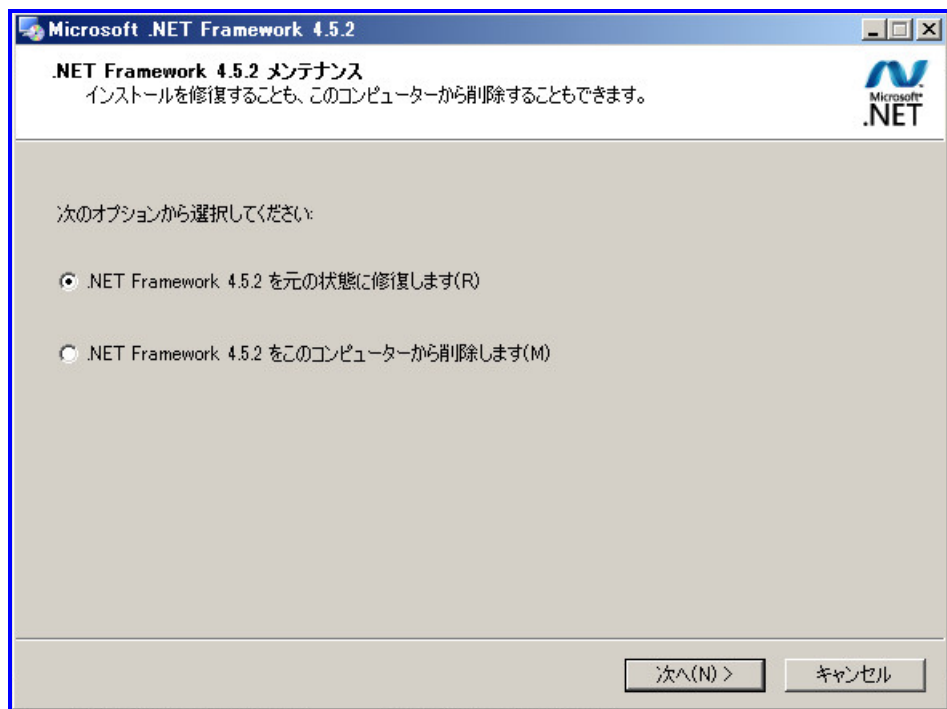 Microsoft .NET Framework 4.5.2
.NET Framework 4.5.2 メンテナンス
インストールを修復することも、このコンピューターから削除することもできます。
Microsoft
.NET
次のオプションから選択してください:
.NET Framework 4.5.2 を元の状態に修復します(R)
.NET Framework 4.5.2 をこのコンピューターから削除します(M)
次へ(N) >
キャンセル